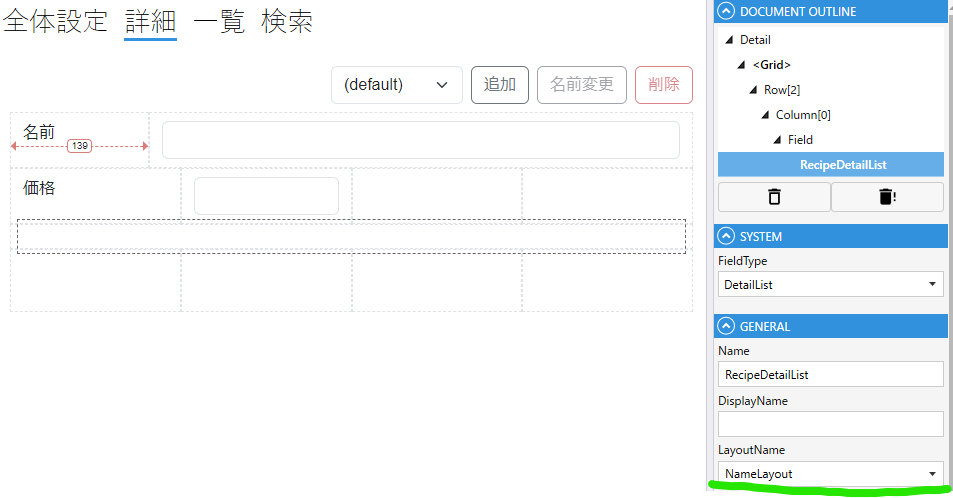 全体設定 詳細 一覧 検索
(default) 追加 名前変更 削除
名前
139
価格
DOCUMENT OUTLINE
Detail
<Grid>
Row[2]
Column[0]
Field
RecipeDetailList
SYSTEM
FieldType
DetailList
GENERAL
Name
RecipeDetailList
DisplayName
LayoutName
NameLayout